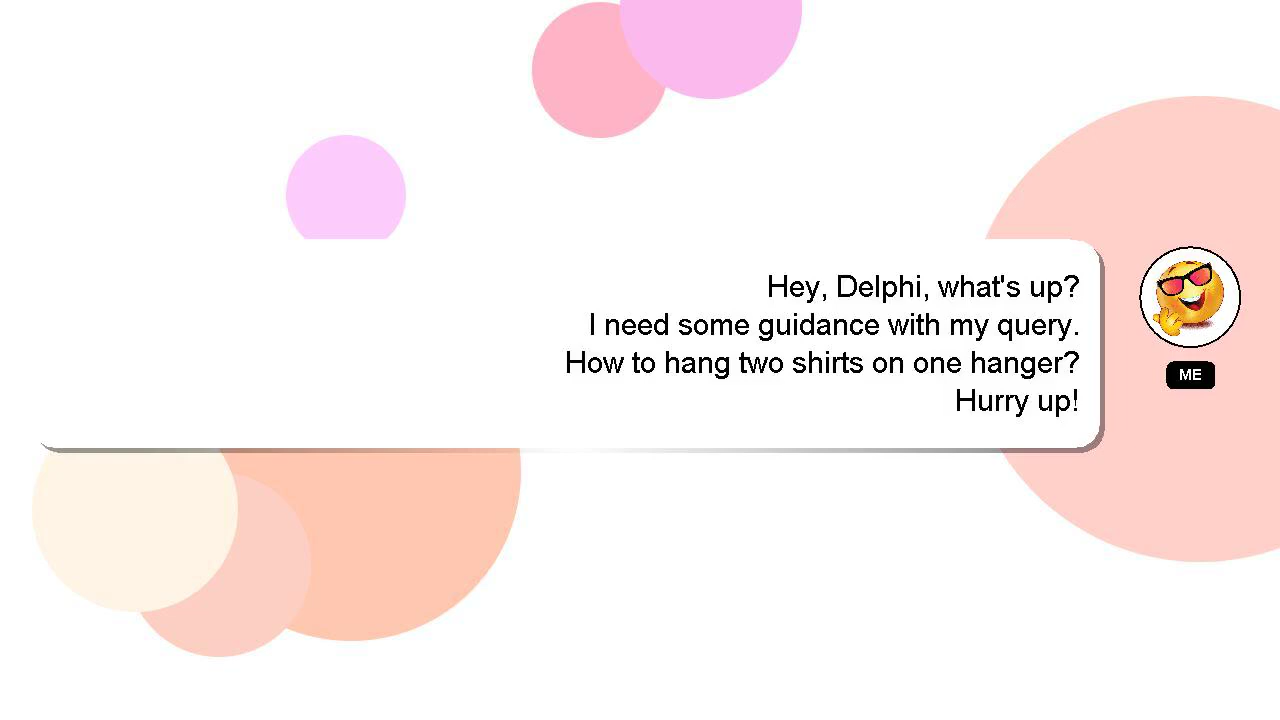 Hey, Delphi, what's up?
I need some guidance with my query.
How to hang two shirts on one hanger?
Hurry up!
ME